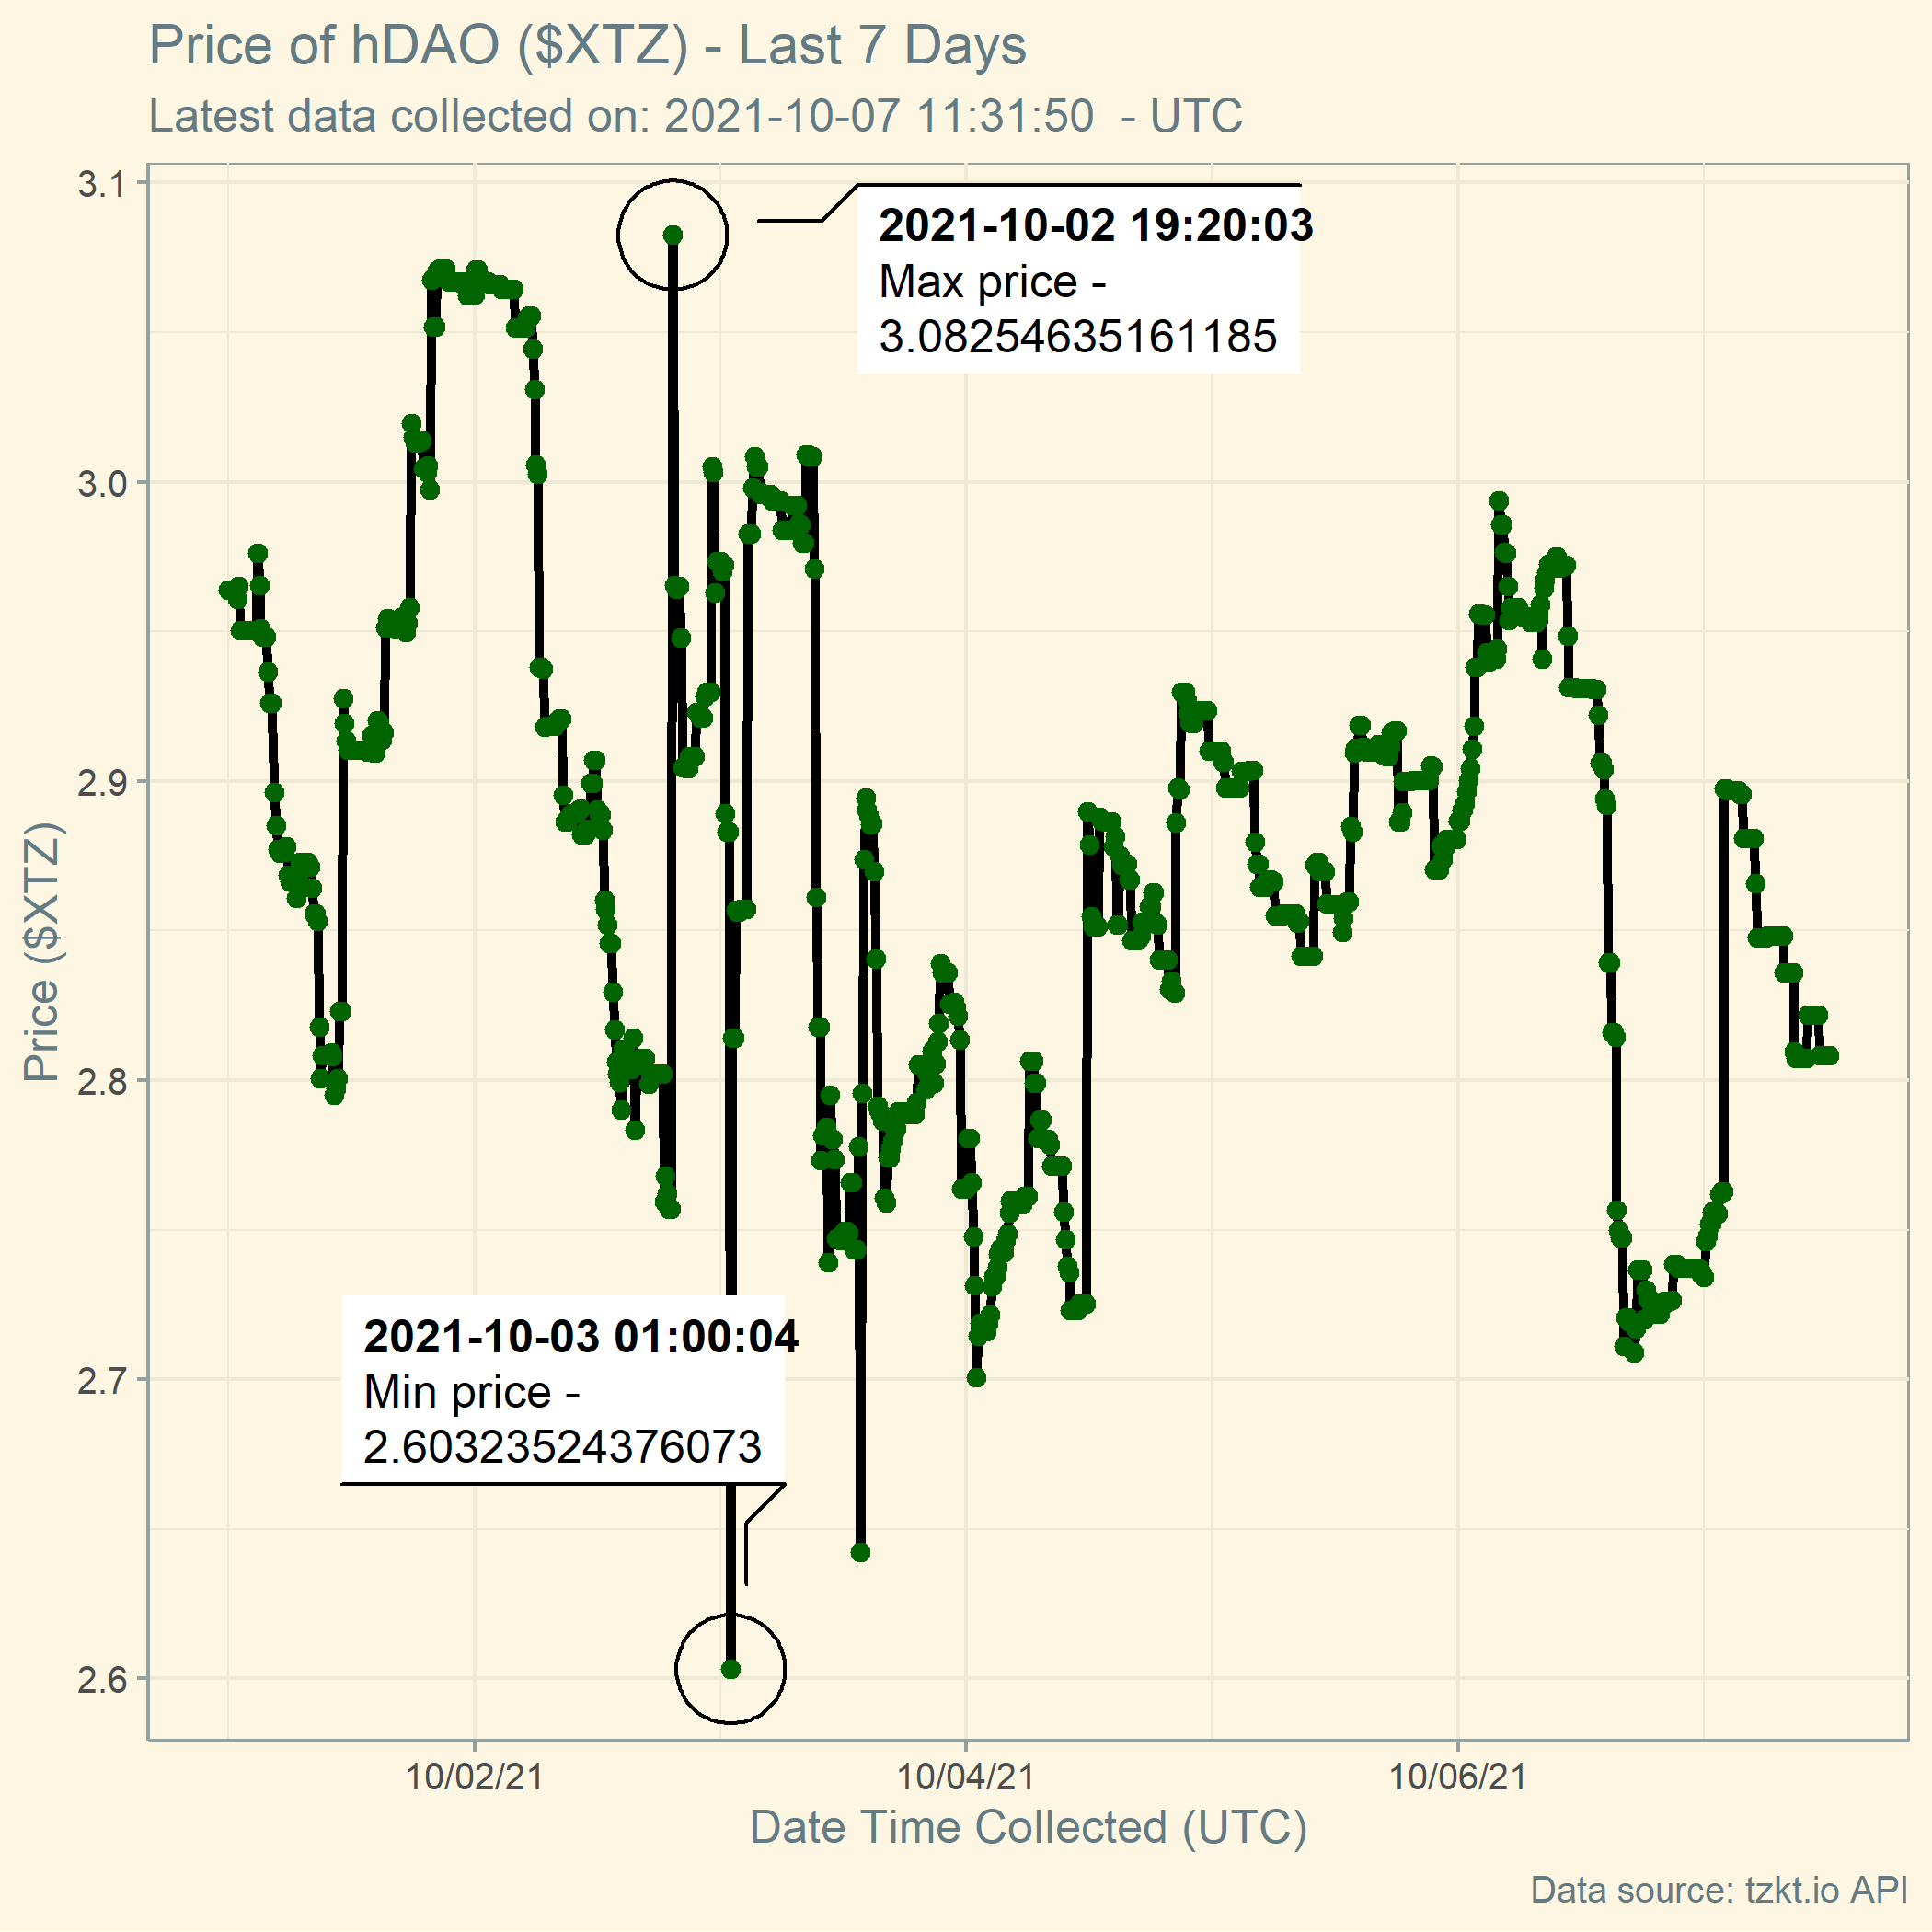 Price of hDAO ($XTZ) - Last 7 Days
Latest data collected on: 2021-10-07 11:31:50  - UTC
3.1
3.0
2.9
2.8
2.7
2.6
Price ($XTZ)
2021-10-02 19:20:03
Max price -
3.08254635161185
2021-10-03 01:00:04
Min price -
2.60323524376073
10/02/21
10/04/21
10/06/21
Date Time Collected (UTC)
Data source: tzkt.io API